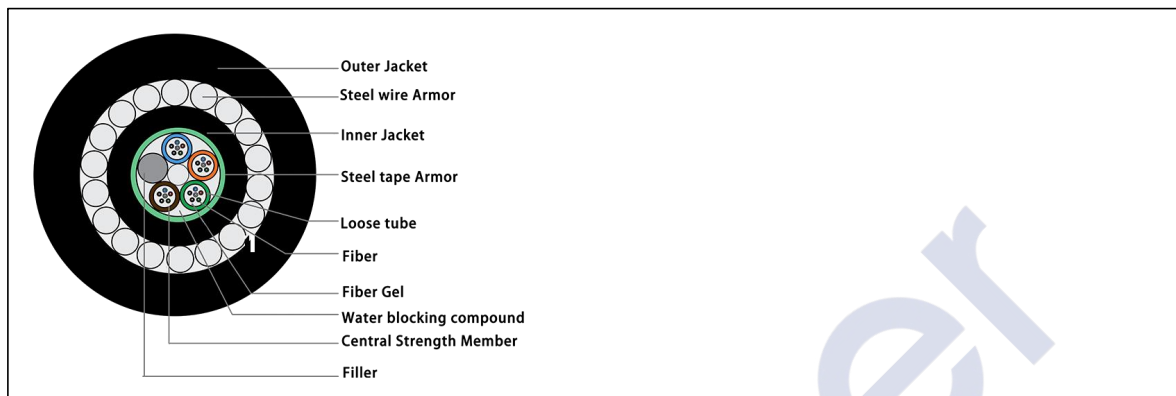 Outer Jacket
Steel wire Armor
Inner Jacket
Steel tape Armor
Loose tube
Fiber
Fiber Gel
Water blocking compound
Central Strength Member
Filler
er